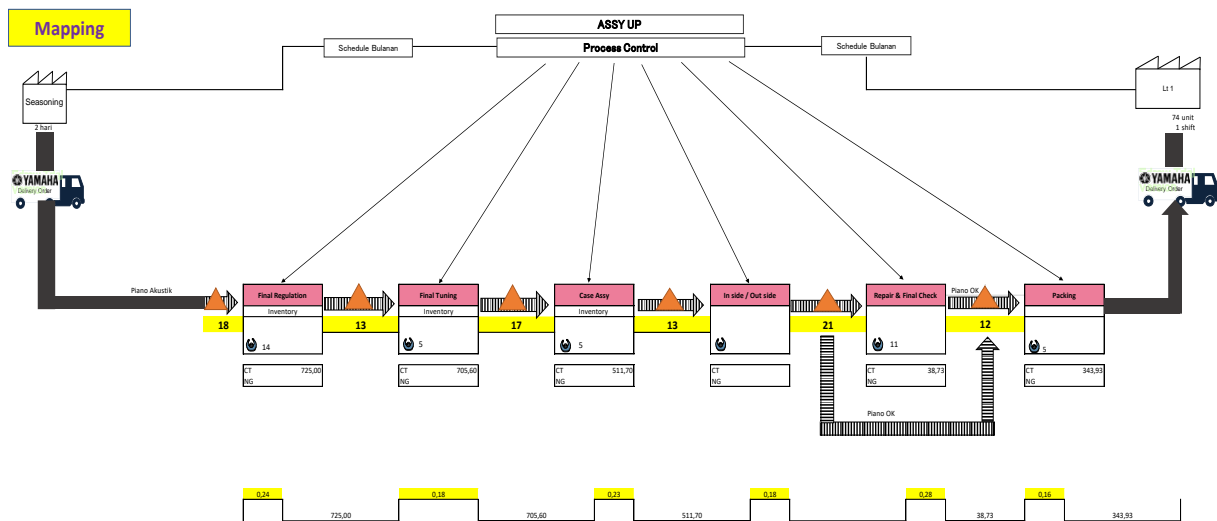 Mapping
ASSY UP
Process Control
Schedule Bulanan
Schedule Bulanan
Seasoning
2 hari
Lt 1
74 unit
1 shift
YAMAHA
Delivery Order
YAMAHA
Delivery Order
Piano Akustik
Final Regulation
Inventory
14
CT 725,00
NG
Final Tuning
Inventory
5
CT 705,60
NG
Case Assy
Inventory
5
CT 511,70
NG
In side / Out side
CT
NG
Repair & Final Check
11
CT 38,73
NG
Piano OK
Packing
5
CT 343,93
NG
18
13
17
13
21
12
Piano OK
0,24
0,18
0,23
0,18
0,28
0,16
725,00
705,60
511,70
38,73
343,93